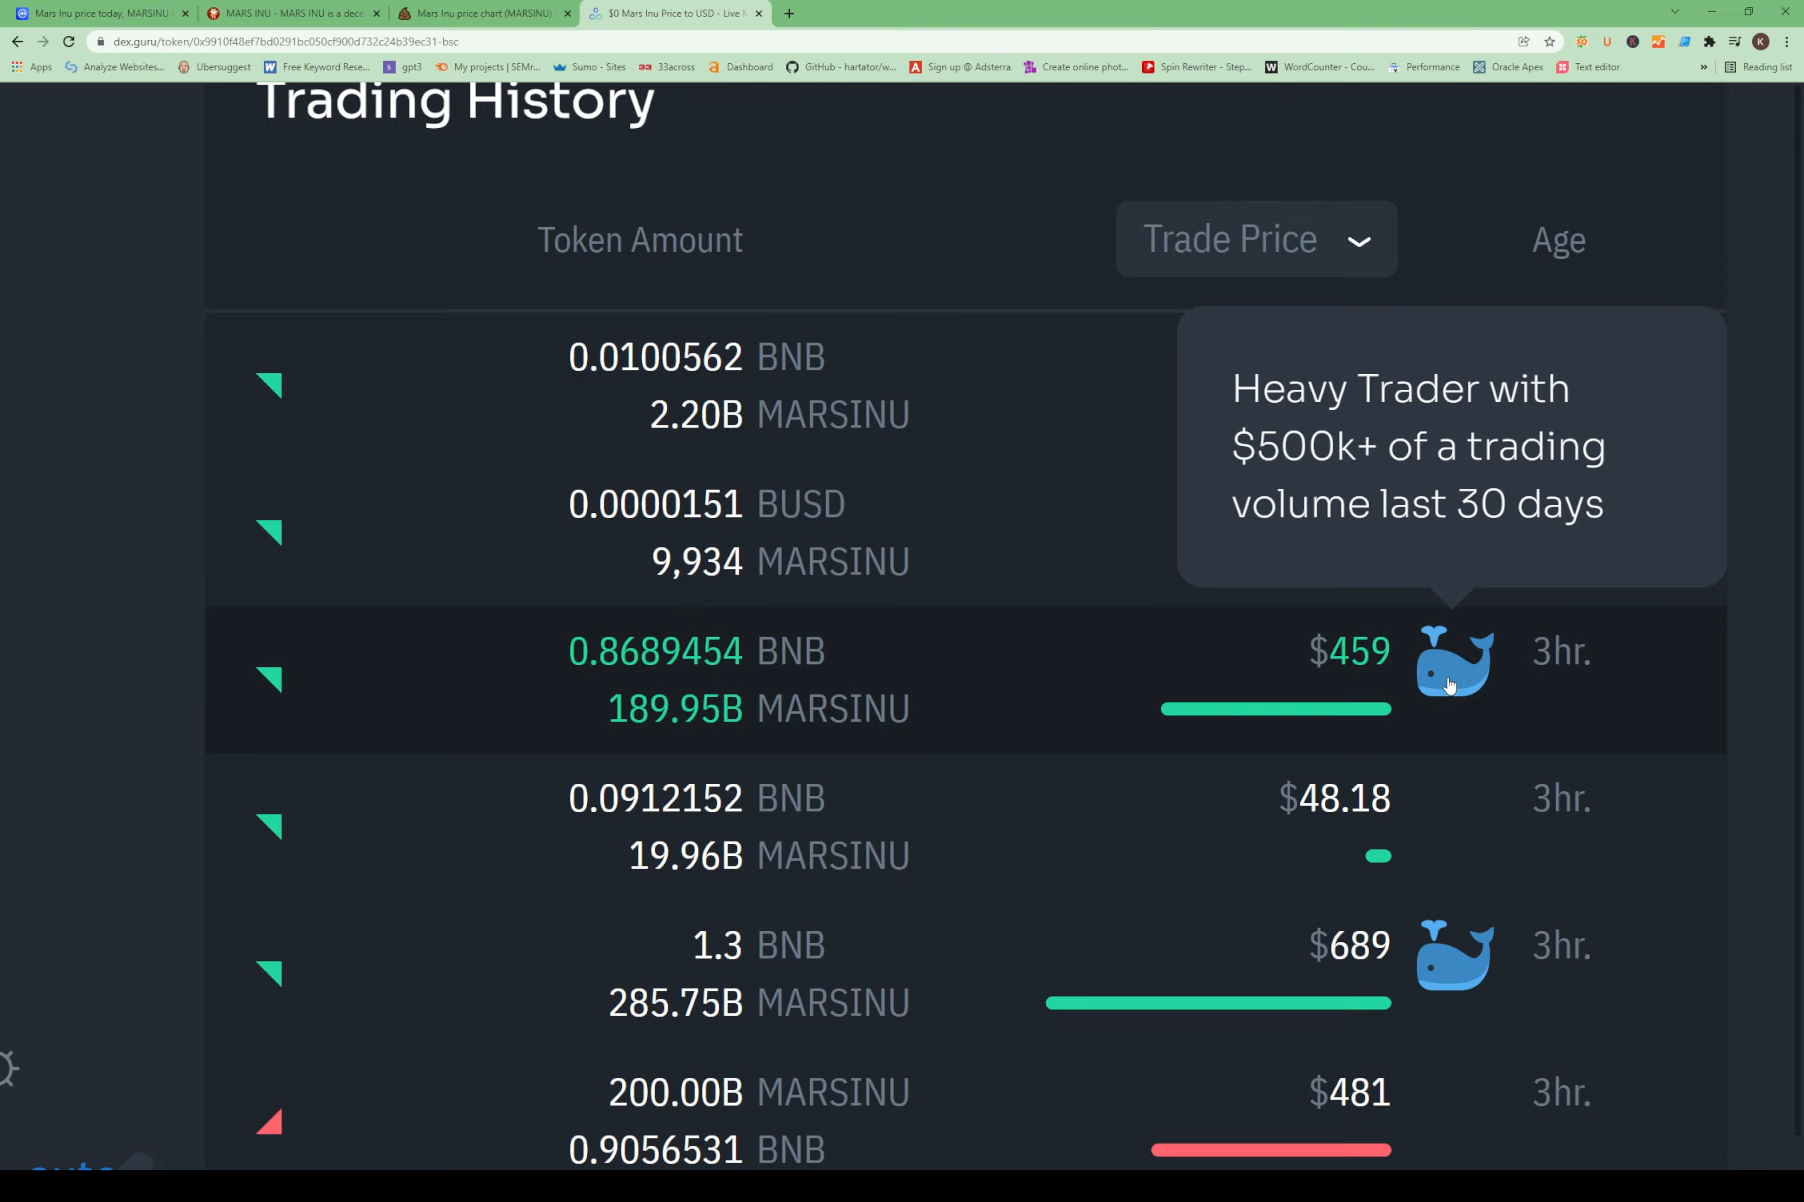 Mars Inu price today, MARSINU
MARS INU - MARS INU is a dece
Mars Inu price chart (MARSINU)
$0 Mars Inu Price to USD - Live
dex.guru/token/0x9910f48ef7bd0291bc050cf900d732c24b39ec31-bsc
Apps Analyze Websites... Ubersuggest Free Keyword Rese... gpt3 My projects | SEMr... Sumo - Sites 33across Dashboard GitHub - hartator/w... Sign up @ Adsterra Create online phot... Spin Rewriter - Step... WordCounter - Cou... Performance Oracle Apex Text editor » Reading list
Trading History
Token Amount Trade Price Age
0.0100562 BNB
2.20B MARSINU
0.0000151 BUSD
9,934 MARSINU
Heavy Trader with
$500k+ of a trading
volume last 30 days
0.8689454 BNB $459 3hr.
189.95B MARSINU
0.0912152 BNB $48.18 3hr.
19.96B MARSINU
1.3 BNB $689 3hr.
285.75B MARSINU
200.00B MARSINU $481 3hr.
0.9056531 BNB